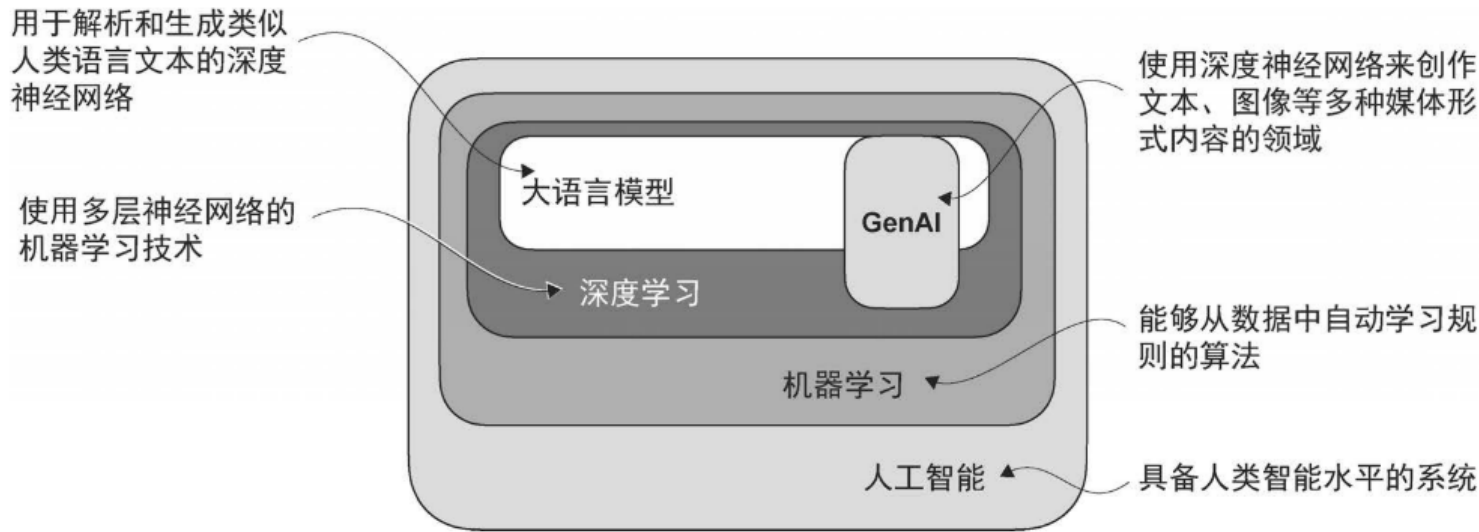 用于解析和生成类似
人类语言文本的深度
神经网络
使用深度神经网络来创作
文本、图像等多种媒体形
式内容的领域
大语言模型
GenAI
使用多层神经网络的
机器学习技术
深度学习
能够从数据中自动学习规
则的算法
机器学习
人工智能
具备人类智能水平的系统